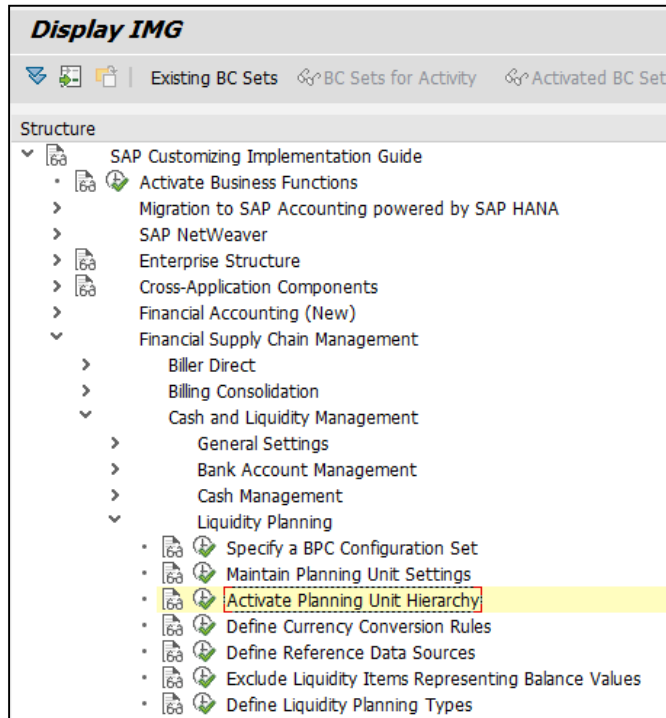 Display IMG
Existing BC Sets BC Sets for Activity Activated BC Set
Structure
SAP Customizing Implementation Guide
Activate Business Functions
Migration to SAP Accounting powered by SAP HANA
SAP NetWeaver
Enterprise Structure
Cross-Application Components
Financial Accounting (New)
Financial Supply Chain Management
Biller Direct
Billing Consolidation
Cash and Liquidity Management
General Settings
Bank Account Management
Cash Management
Liquidity Planning
Specify a BPC Configuration Set
Maintain Planning Unit Settings
Activate Planning Unit Hierarchy
Define Currency Conversion Rules
Define Reference Data Sources
Exclude Liquidity Items Representing Balance Values
Define Liquidity Planning Types